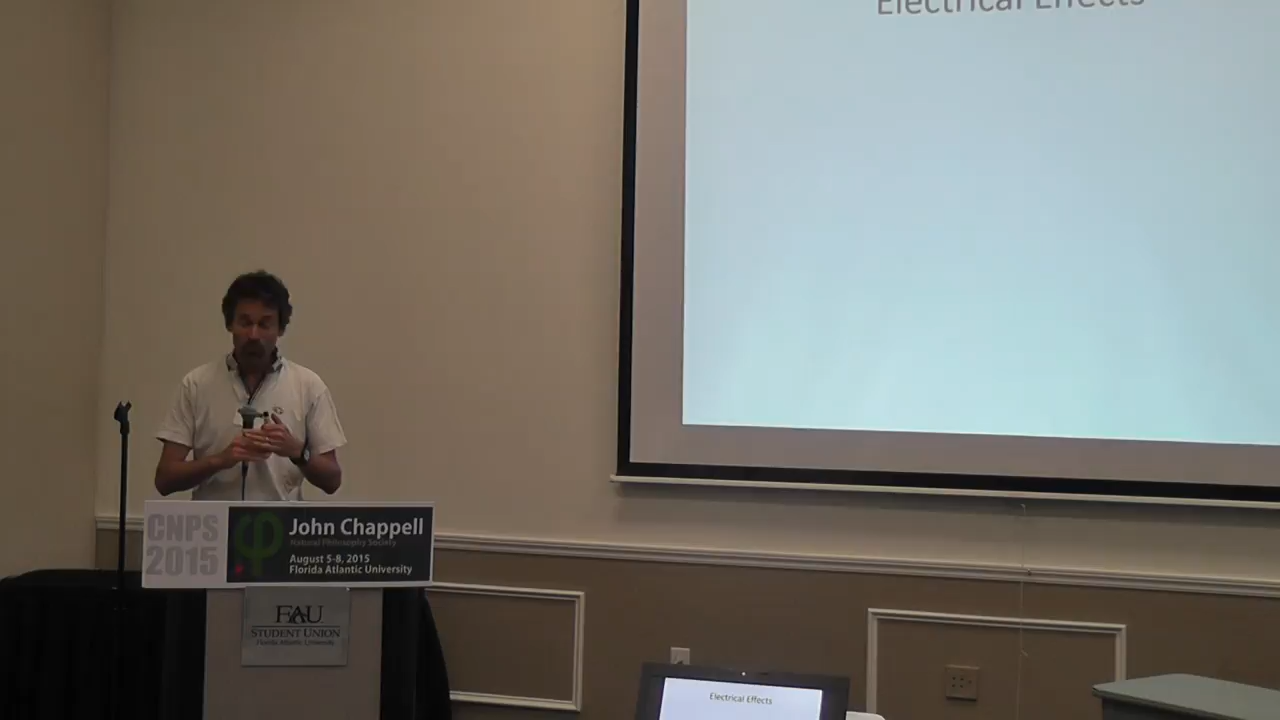 Electrical Effects
CNPS
2015
John Chappell
Natural Philosophy Society
August 5-8, 2015
Florida Atlantic University
FAU
STUDENT UNION
Florida Atlantic University
Electrical Effects